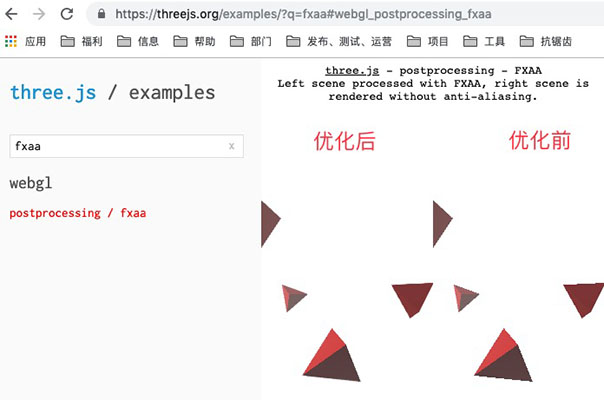 https://threejs.org/examples/?q=fxaa#webgl_postprocessing_fxaa
应用 福利 信息 帮助 部门 发布、测试、运营 项目 工具 抗锯齿
three.js / examples
fxaa x
webgl
postprocessing / fxaa
three.js - postprocessing - FXAA
Left scene processed with FXAA, right scene is
rendered without anti-aliasing.
优化后 优化前